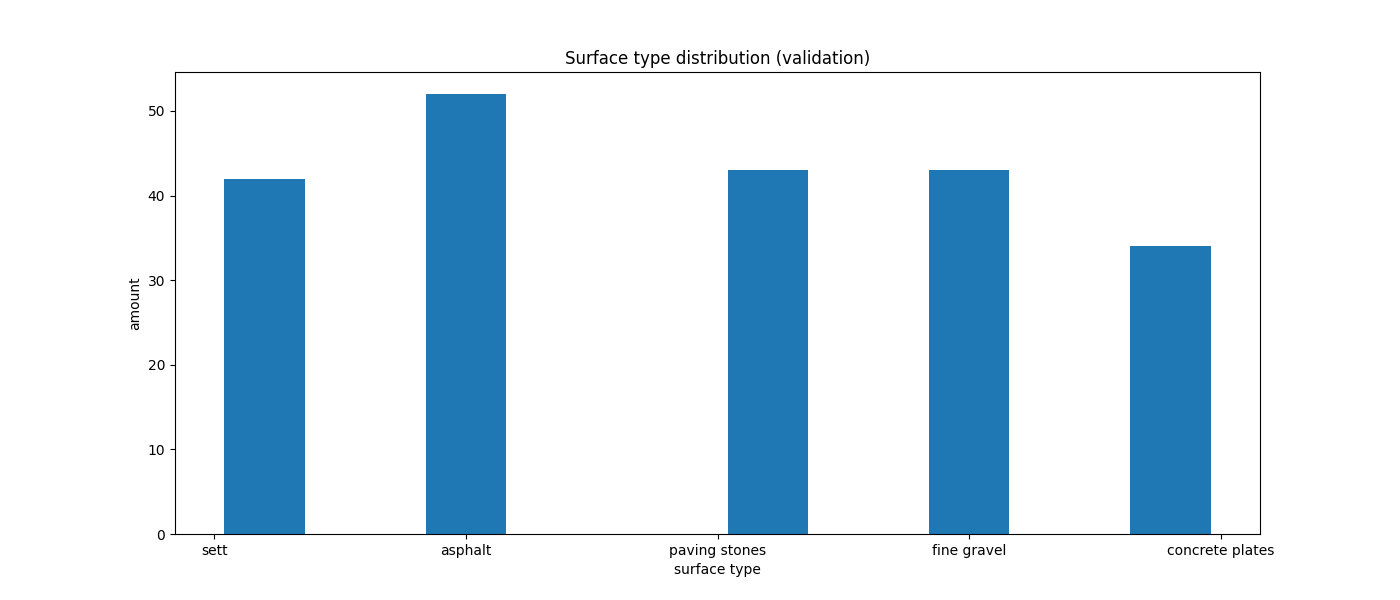 Surface type distribution (validation)
amount
50
40
30
20
10
0
sett
asphalt
paving stones
fine gravel
concrete plates
surface type